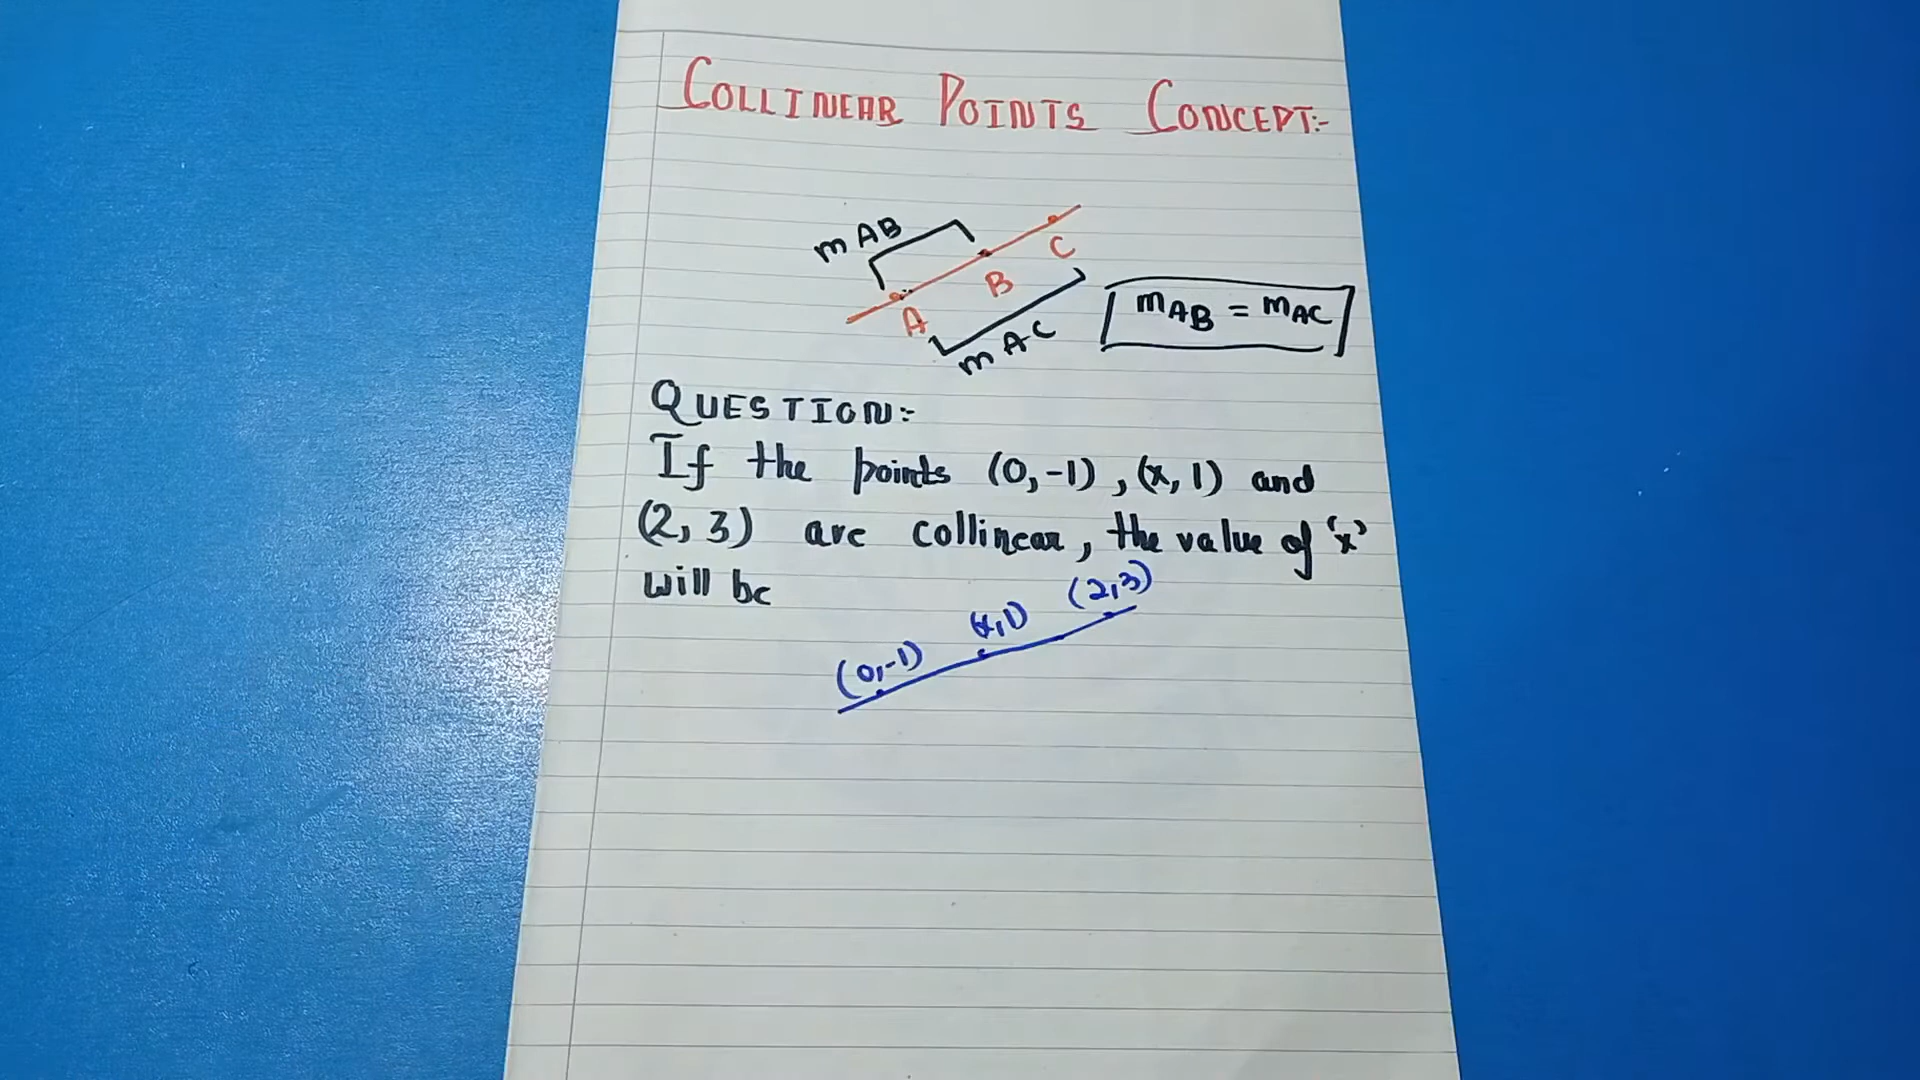 COLLINEAR POINTS CONCEPT:-
m AB
C
B
A
m AC
mAB = mAC
QUESTION:-
If the points (0,-1), (x,1) and
(2,3) are collinear, the value of 'x'
will be
(2,3)
(x,1)
(0,-1)